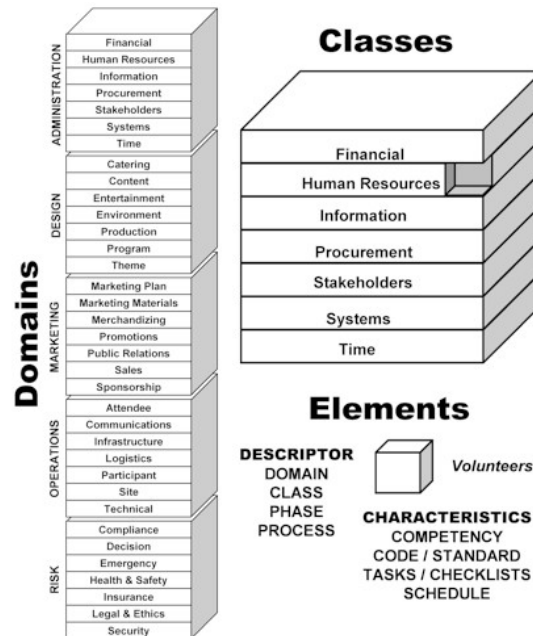 Domains
ADMINISTRATION
Financial
Human Resources
Information
Procurement
Stakeholders
Systems
Time
DESIGN
Catering
Content
Entertainment
Environment
Production
Program
Theme
MARKETING
Marketing Plan
Marketing Materials
Merchandizing
Promotions
Public Relations
Sales
Sponsorship
OPERATIONS
Attendee
Communications
Infrastructure
Logistics
Participant
Site
Technical
RISK
Compliance
Decision
Emergency
Health & Safety
Insurance
Legal & Ethics
Security
Classes
Financial
Human Resources
Information
Procurement
Stakeholders
Systems
Time
Elements
DESCRIPTOR
DOMAIN
CLASS
PHASE
PROCESS
Volunteers
CHARACTERISTICS
COMPETENCY
CODE / STANDARD
TASKS / CHECKLISTS
SCHEDULE